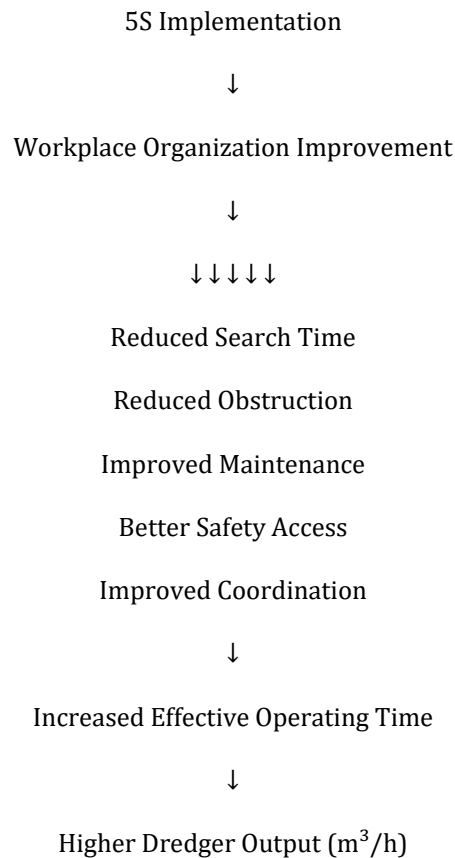 5S Implementation
↓
Workplace Organization Improvement
↓
↓↓↓↓↓
Reduced Search Time
Reduced Obstruction
Improved Maintenance
Better Safety Access
Improved Coordination
↓
Increased Effective Operating Time
↓
Higher Dredger Output (m³/h)